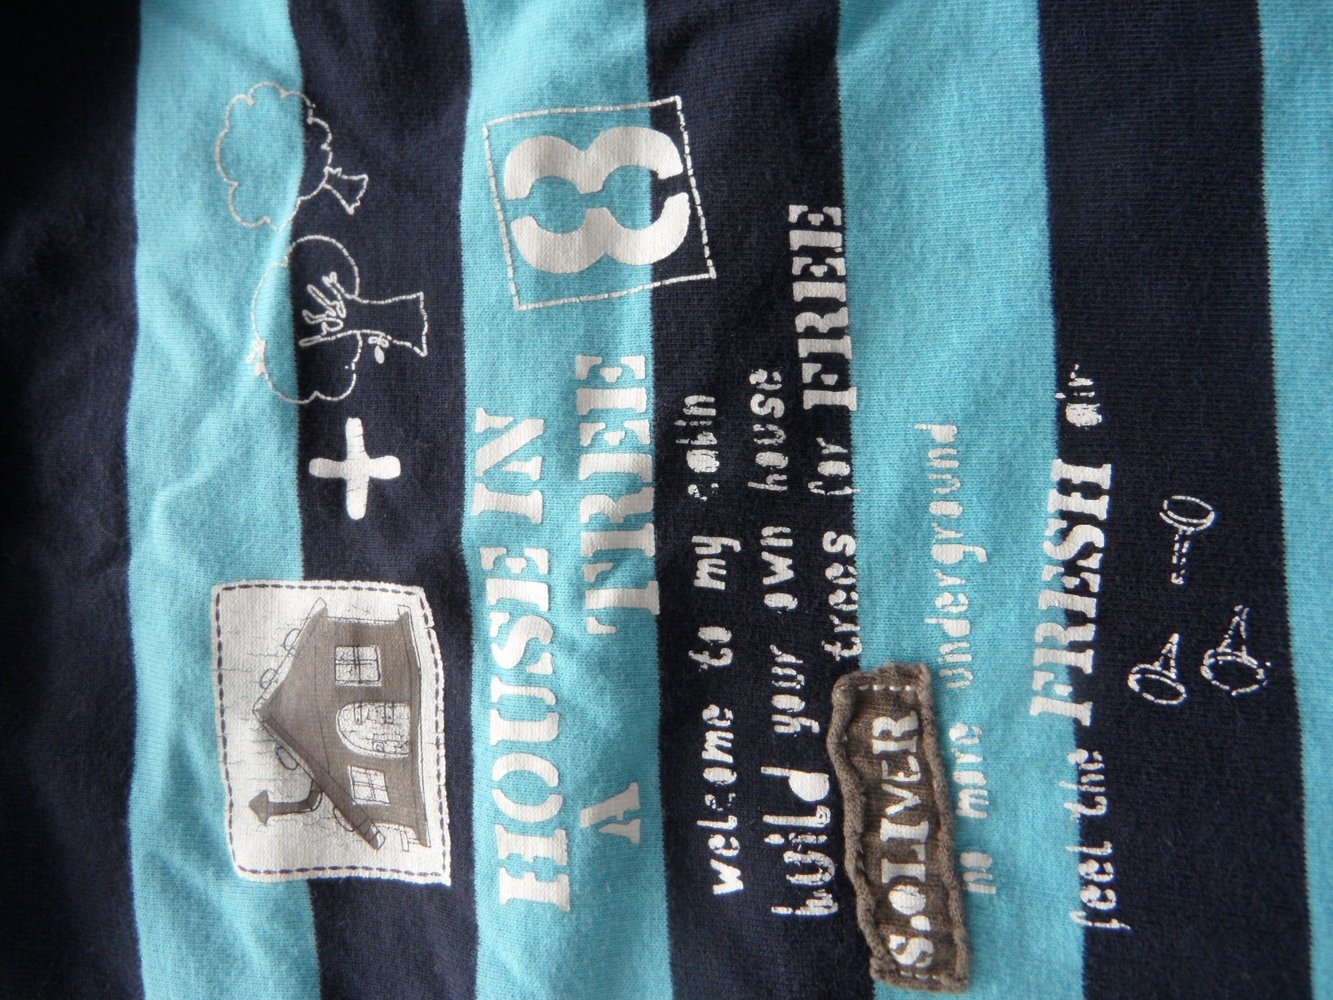 8
HOUSE IN
A TREE
welcome to my cabin
build your own house
trees for FREE
S.OLIVER
no more underground
feel the FRESH air